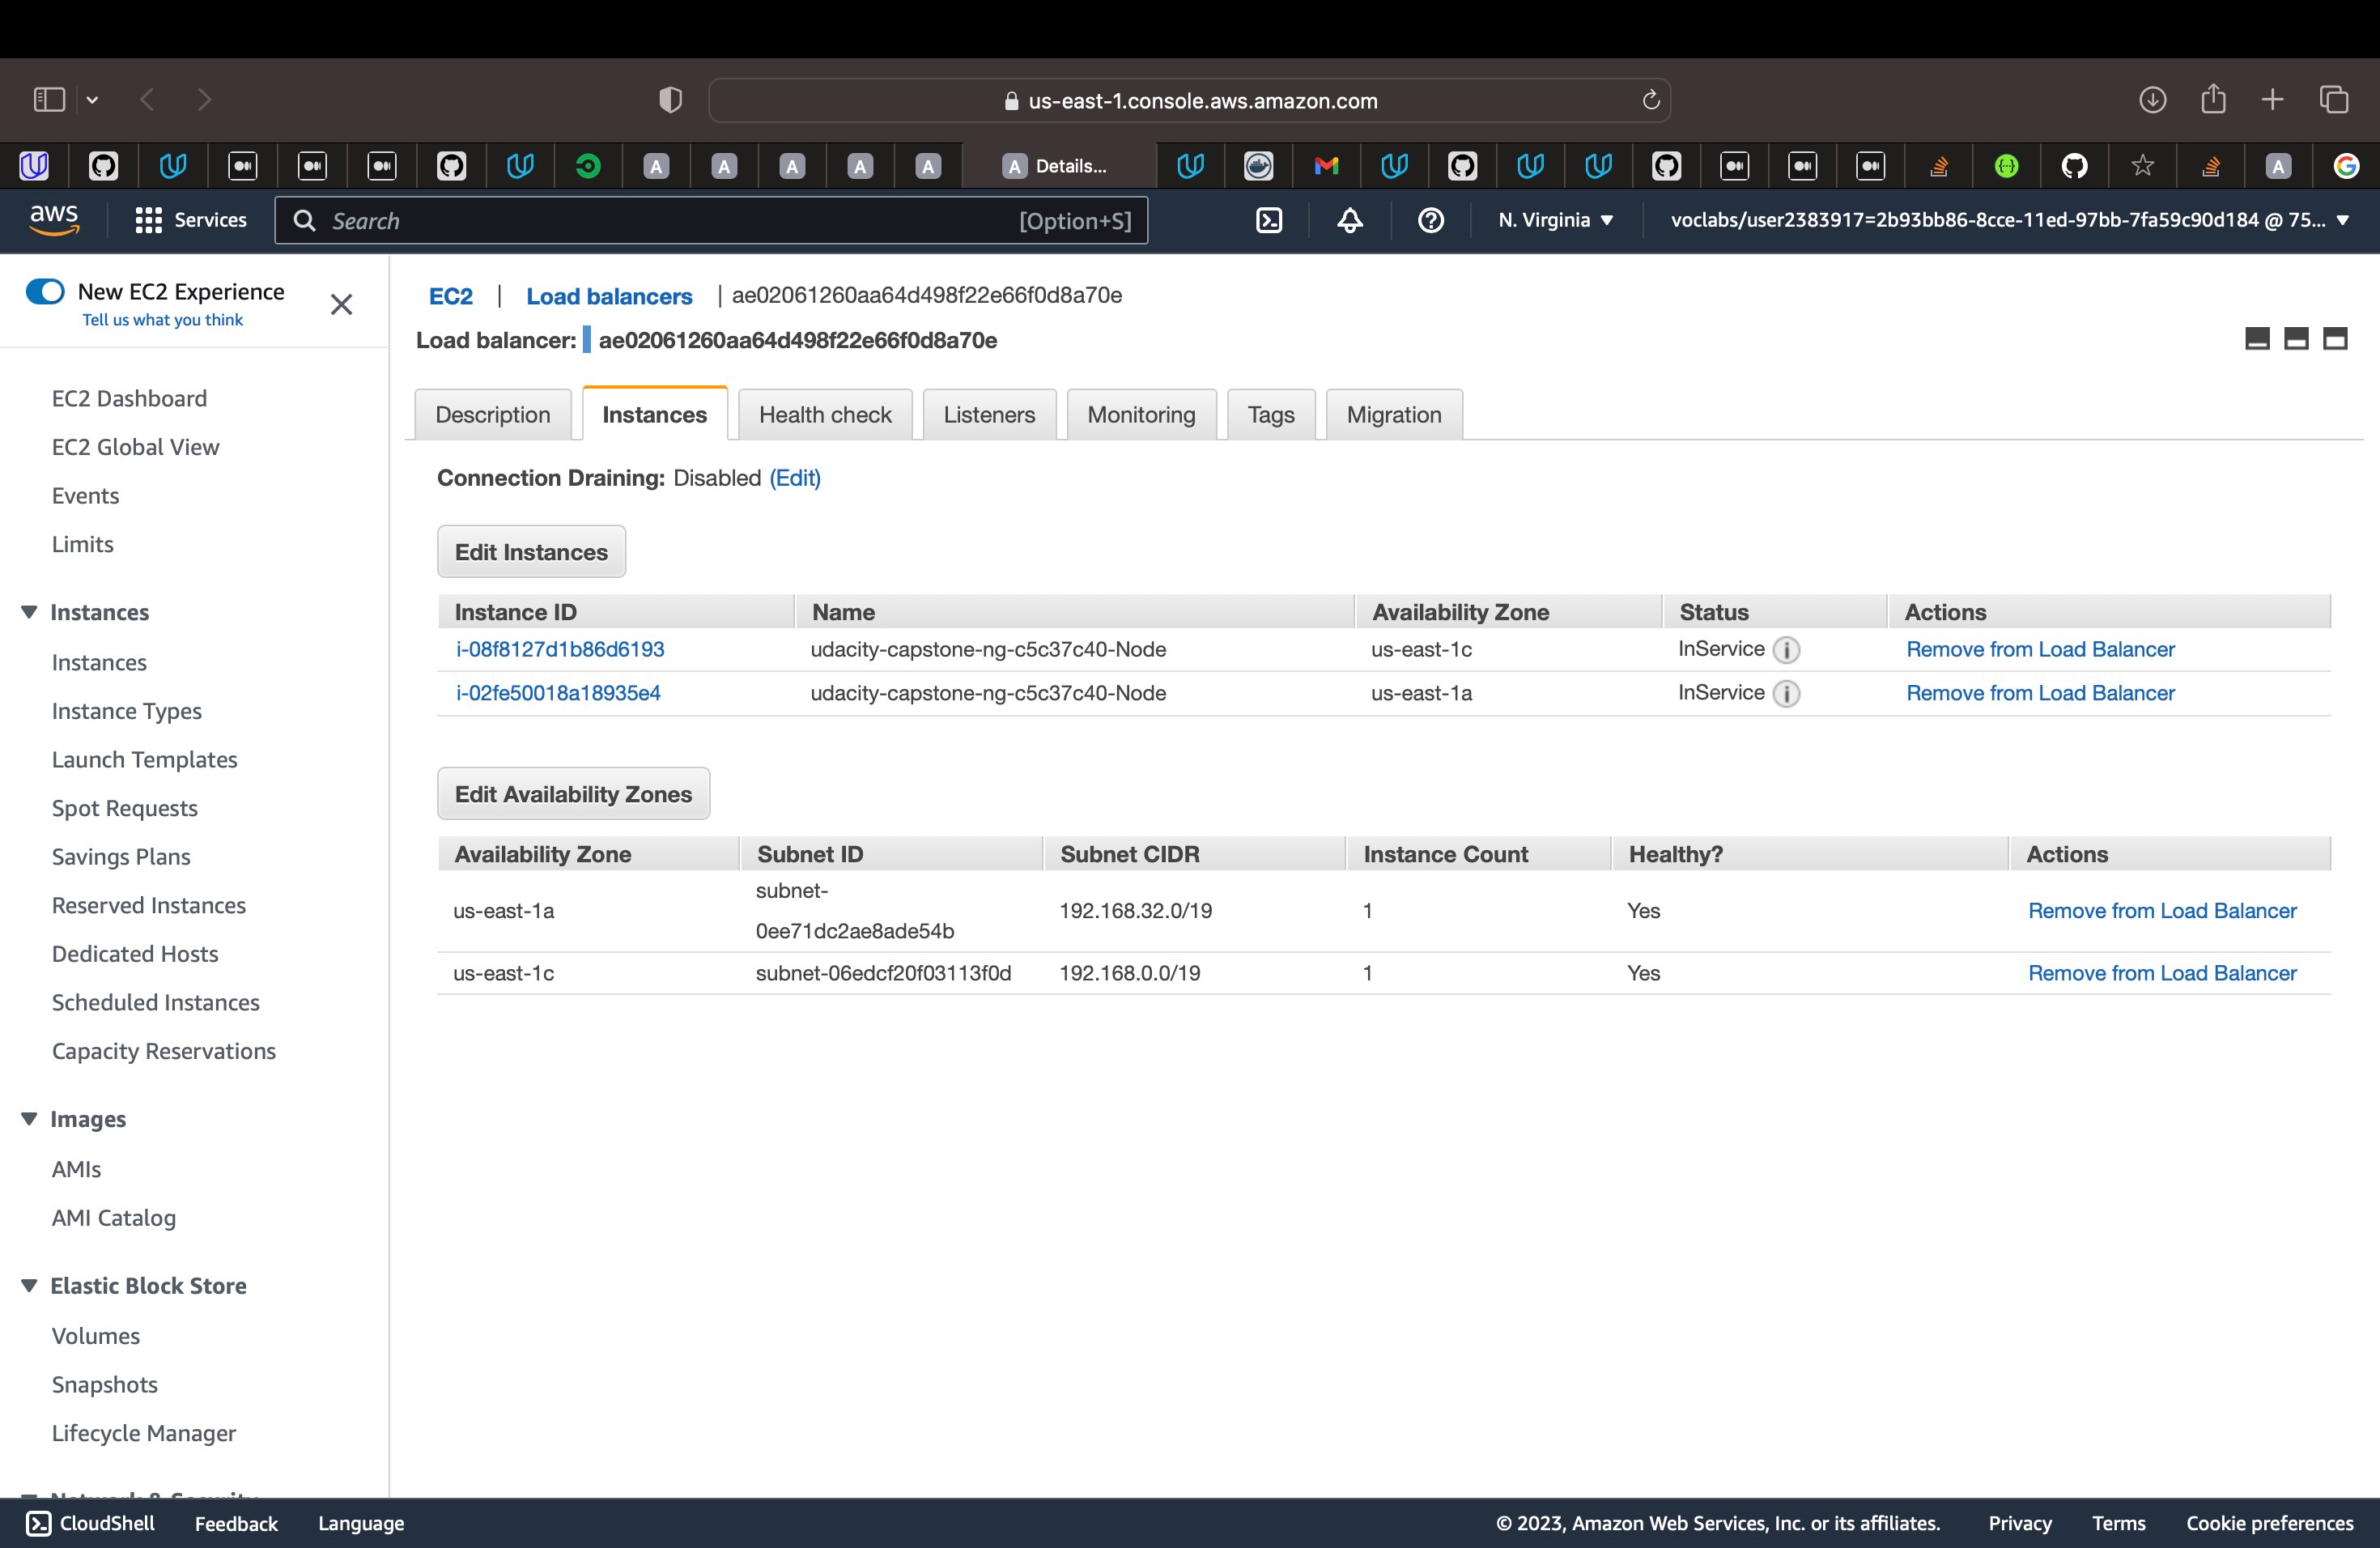 us-east-1.console.aws.amazon.com
A A A A A A Details... A
aws Services Search [Option+S] N. Virginia voclabs/user2383917=2b93bb86-8cce-11ed-97bb-7fa59c90d184 @ 75...
New EC2 Experience
Tell us what you think
EC2 Dashboard
EC2 Global View
Events
Limits
Instances
Instances
Instance Types
Launch Templates
Spot Requests
Savings Plans
Reserved Instances
Dedicated Hosts
Scheduled Instances
Capacity Reservations
Images
AMIs
AMI Catalog
Elastic Block Store
Volumes
Snapshots
Lifecycle Manager
Network & Security
EC2 | Load balancers | ae02061260aa64d498f22e66f0d8a70e
Load balancer: ae02061260aa64d498f22e66f0d8a70e
Description Instances Health check Listeners Monitoring Tags Migration
Connection Draining: Disabled (Edit)
Edit Instances
Instance ID Name Availability Zone Status Actions
i-08f8127d1b86d6193 udacity-capstone-ng-c5c37c40-Node us-east-1c InService i Remove from Load Balancer
i-02fe50018a18935e4 udacity-capstone-ng-c5c37c40-Node us-east-1a InService i Remove from Load Balancer
Edit Availability Zones
Availability Zone Subnet ID Subnet CIDR Instance Count Healthy? Actions
us-east-1a subnet-0ee71dc2ae8ade54b 192.168.32.0/19 1 Yes Remove from Load Balancer
us-east-1c subnet-06edcf20f03113f0d 192.168.0.0/19 1 Yes Remove from Load Balancer
CloudShell Feedback Language © 2023, Amazon Web Services, Inc. or its affiliates. Privacy Terms Cookie preferences